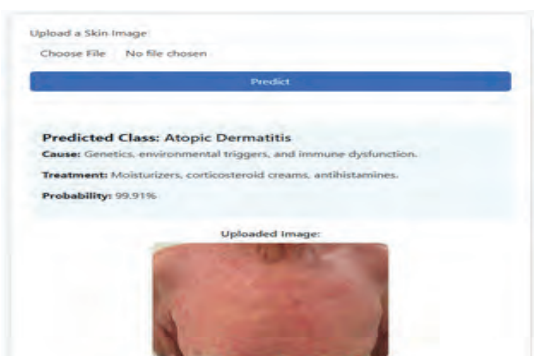 Upload a Skin Image
Choose File No file chosen
Predict
Predicted Class: Atopic Dermatitis
Cause: Genetics, environmental triggers, and immune dysfunction.
Treatment: Moisturizers, corticosteroid creams, antihistamines.
Probability: 99.91%
Uploaded Image: